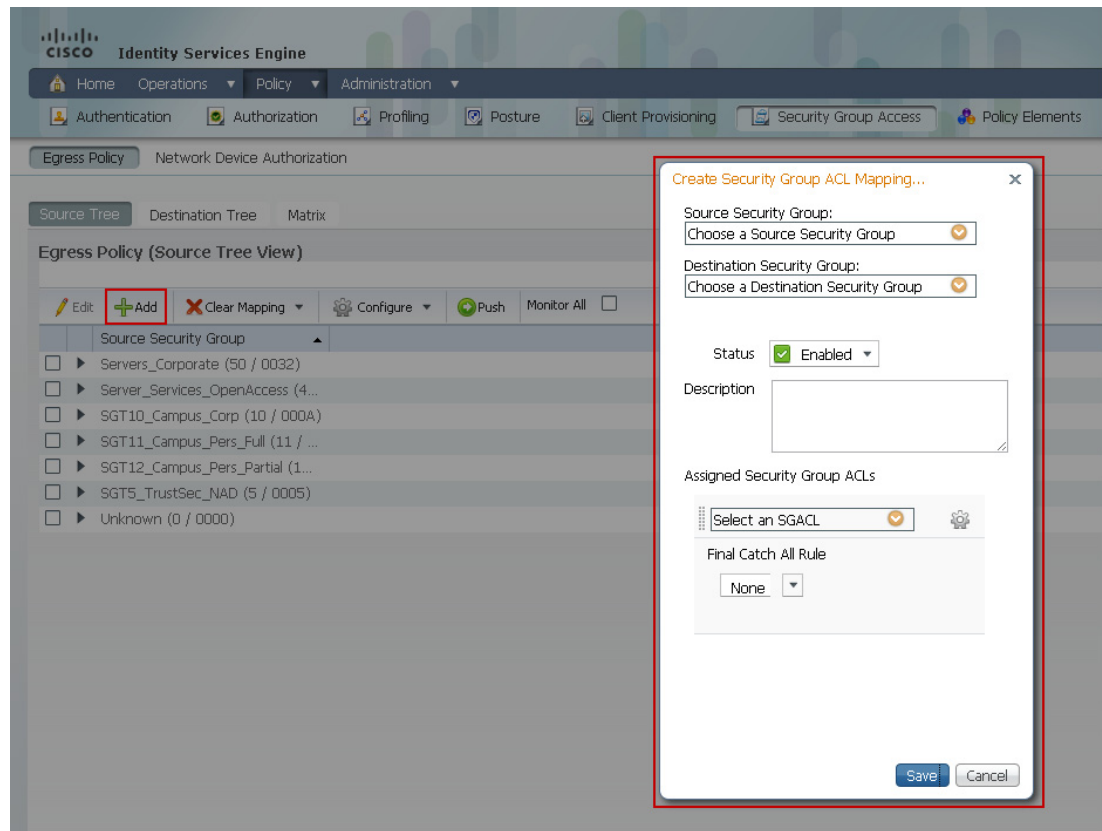 CISCO Identity Services Engine
Home Operations Policy Administration
Authentication Authorization Profiling Posture Client Provisioning Security Group Access Policy Elements
Egress Policy Network Device Authorization
Source Tree Destination Tree Matrix
Egress Policy (Source Tree View)
Edit Add Clear Mapping Configure Push Monitor All
Source Security Group
Servers_Corporate (50 / 0032)
Server_Services_OpenAccess (4...
SGT10_Campus_Corp (10 / 000A)
SGT11_Campus_Pers_Full (11 / ...
SGT12_Campus_Pers_Partial (1...
SGT5_TrustSec_NAD (5 / 0005)
Unknown (0 / 0000)
Create Security Group ACL Mapping...
Source Security Group:
Choose a Source Security Group
Destination Security Group:
Choose a Destination Security Group
Status Enabled
Description
Assigned Security Group ACLs
Select an SGACL
Final Catch All Rule
None
Save Cancel